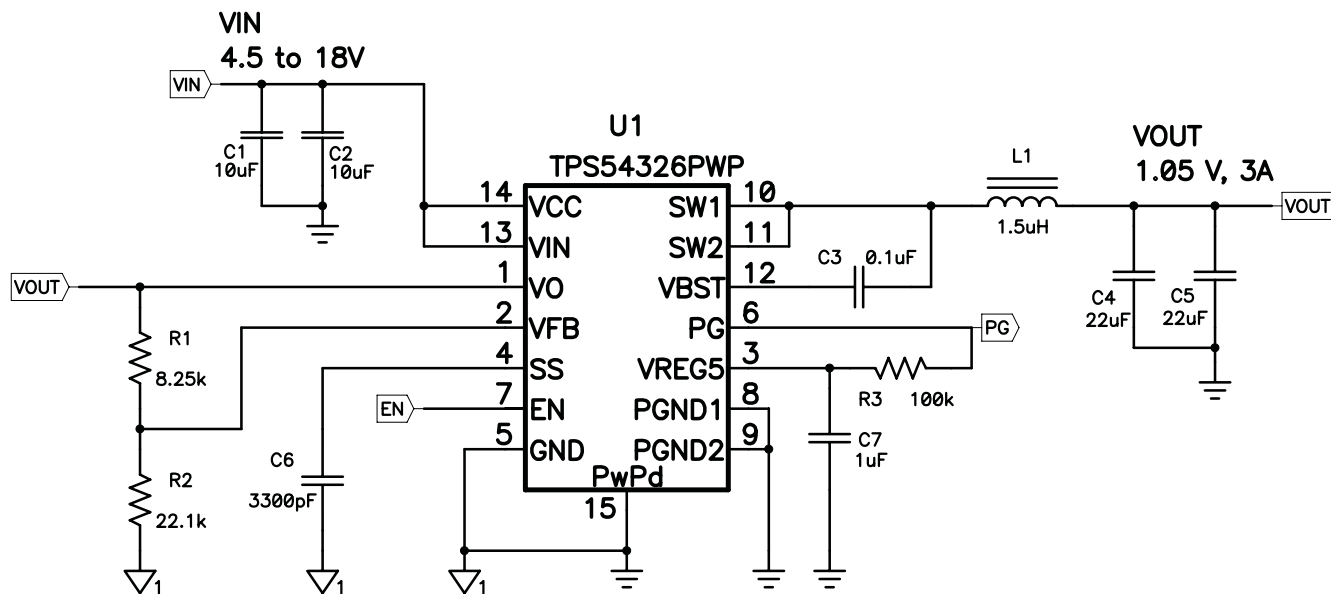 VIN
4.5 to 18V
VIN
C1
10uF
C2
10uF
U1
TPS54326PWP
14
VCC
13
VIN
1
VO
2
VFB
4
SS
7
EN
5
GND
PwPd
15
10
SW1
11
SW2
12
VBST
6
PG
3
VREG5
8
PGND1
9
PGND2
VOUT
R1
8.25k
R2
22.1k
1
C6
3300pF
1
EN
1
C3
0.1uF
L1
1.5uH
VOUT
1.05 V, 3A
VOUT
C4
22uF
C5
22uF
PG
R3
100k
C7
1uF